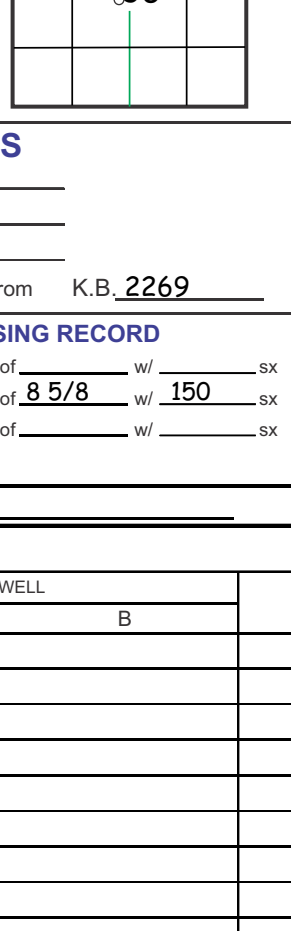 S
rom K.B. 2269
SING RECORD
of w/ sx
of 8 5/8 w/ 150 sx
of w/ sx
WELL
B